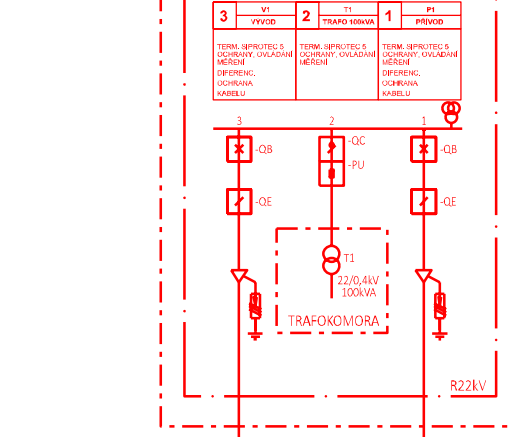 3 V1 2 T1 1 P1
VÝVOD TRAFO 100kVA PŘÍVOD
TERM. SIPROTEC 5 TERM. SIPROTEC 5 TERM. SIPROTEC 5
OCHRANY, OVLÁDÁNÍ OCHRANY, OVLÁDÁNÍ OCHRANY, OVLÁDÁNÍ
MĚŘENÍ MĚŘENÍ MĚŘENÍ
DIFERENC. DIFERENC.
OCHRANA OCHRANA
KABELU KABELU
3 2 1
-QC
-QB -QB
-PU
-QE -QE
T1
22/0,4kV
100kVA
TRAFOKOMORA
R22kV